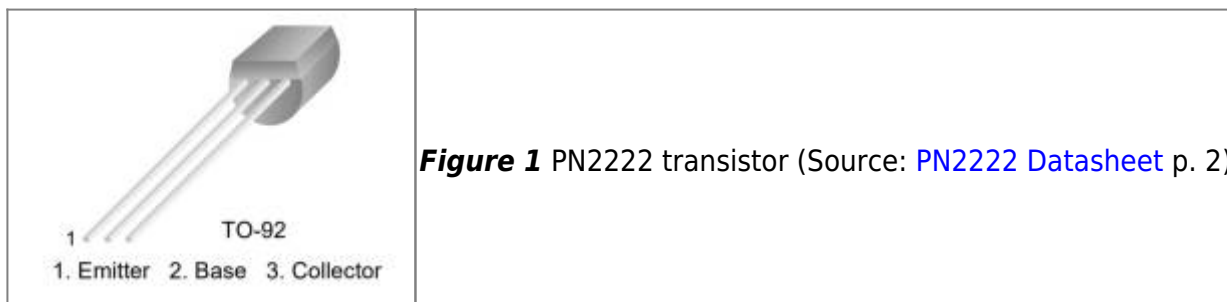 1
TO-92
1. Emitter 2. Base 3. Collector
Figure 1 PN2222 transistor (Source: PN2222 Datasheet p. 2)